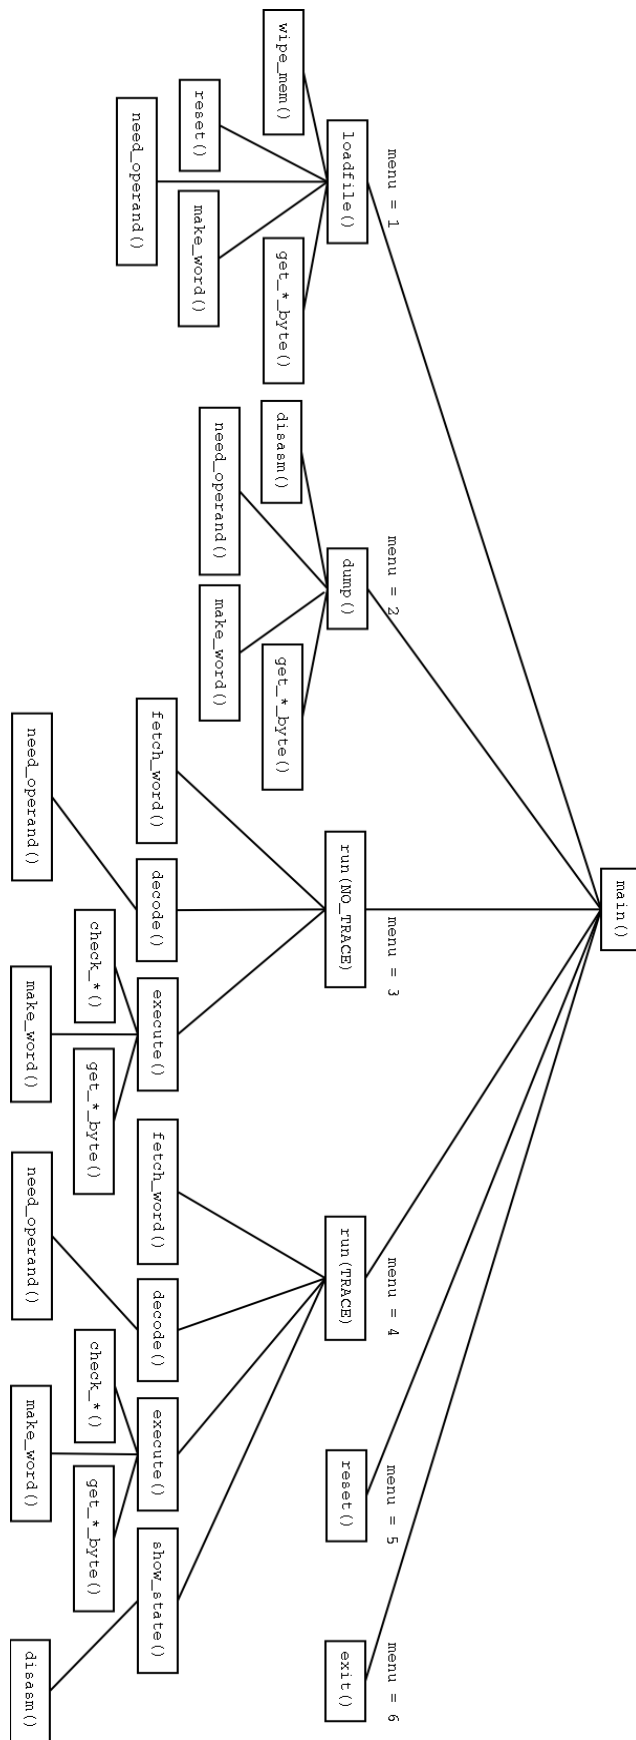 main()
menu = 1
menu = 2
menu = 3
menu = 4
menu = 5
menu = 6
loadfile()
dump()
run(NO_TRACE)
run(TRACE)
reset()
exit()
wipe_mem()
reset()
need_operand()
make_word()
get_*_byte()
disasm()
need_operand()
make_word()
get_*_byte()
fetch_word()
decode()
execute()
need_operand()
check_*()
make_word()
get_*_byte()
fetch_word()
decode()
execute()
show_state()
need_operand()
check_*()
make_word()
get_*_byte()
disasm()